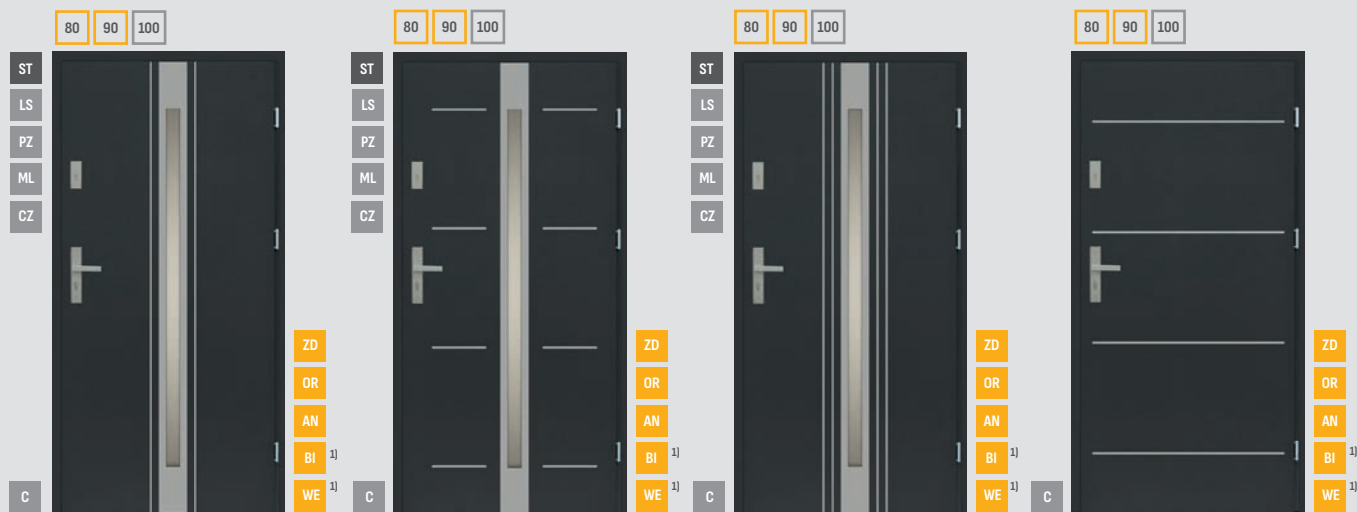 80 90 100
ST
LS
PZ
ML
CZ
ZD
OR
AN
BI 1)
WE 1)
C
80 90 100
ST
LS
PZ
ML
CZ
ZD
OR
AN
BI 1)
WE 1)
C
80 90 100
ST
LS
PZ
ML
CZ
ZD
OR
AN
BI 1)
WE 1)
C
80 90 100
ZD
OR
AN
BI 1)
WE 1)
C